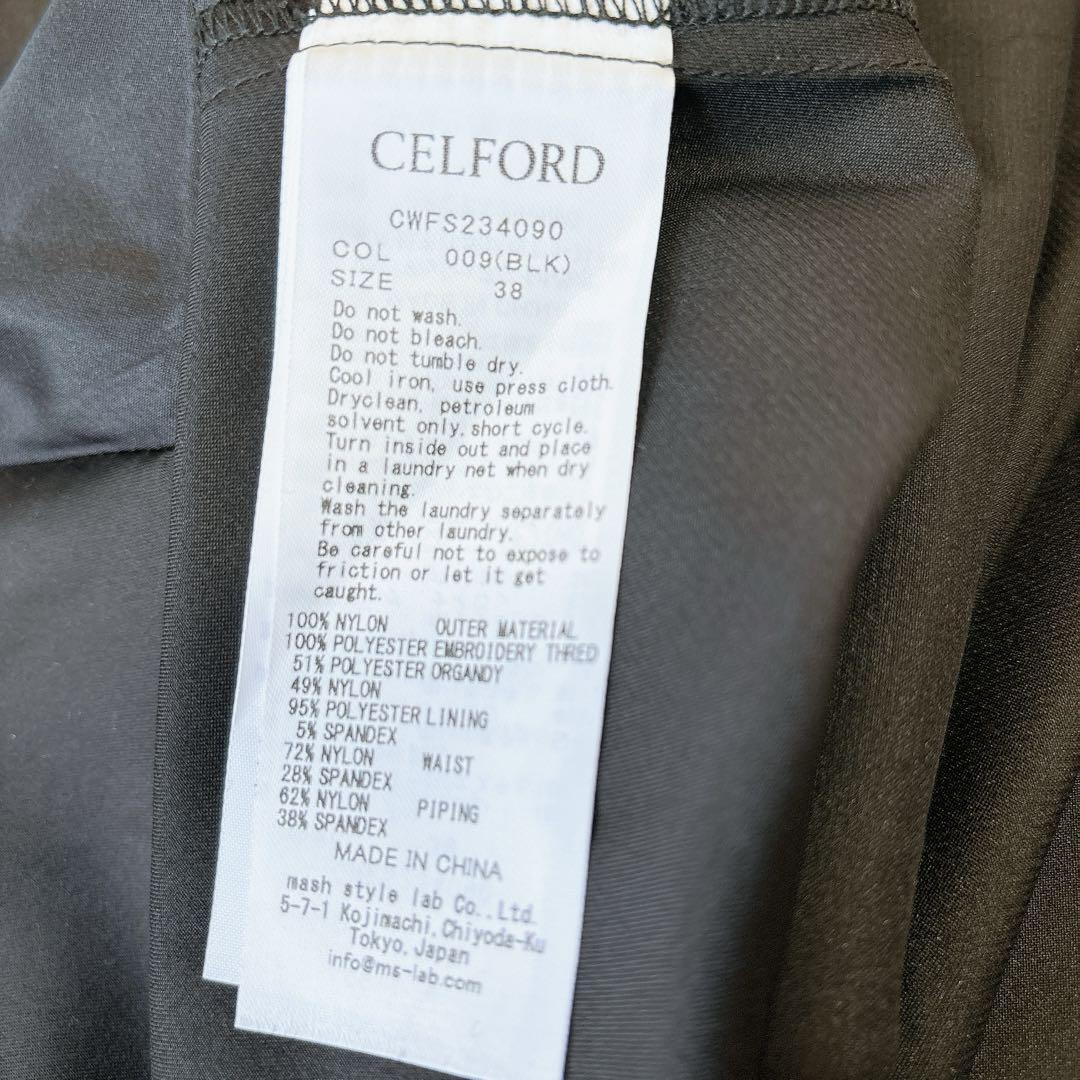 CELFORD
CWFS234090
COL 009(BLK)
SIZE 38
Do not wash.
Do not bleach.
Do not tumble dry.
Cool iron, use press cloth.
Dryclean, petroleum
solvent only, short cycle.
Turn inside out and place
in a laundry net when dry
cleaning.
Wash the laundry separately
from other laundry.
Be careful not to expose to
friction or let it get
caught.
100% NYLON OUTER MATERIAL
100% POLYESTER EMBROIDERY THRED
51% POLYESTER ORGANDY
49% NYLON
95% POLYESTER LINING
5% SPANDEX
72% NYLON WAIST
28% SPANDEX
62% NYLON PIPING
38% SPANDEX
MADE IN CHINA
mash style lab Co., Ltd.
5-7-1 Kojimachi, Chiyoda-Ku
Tokyo, Japan
info@ms-lab.com